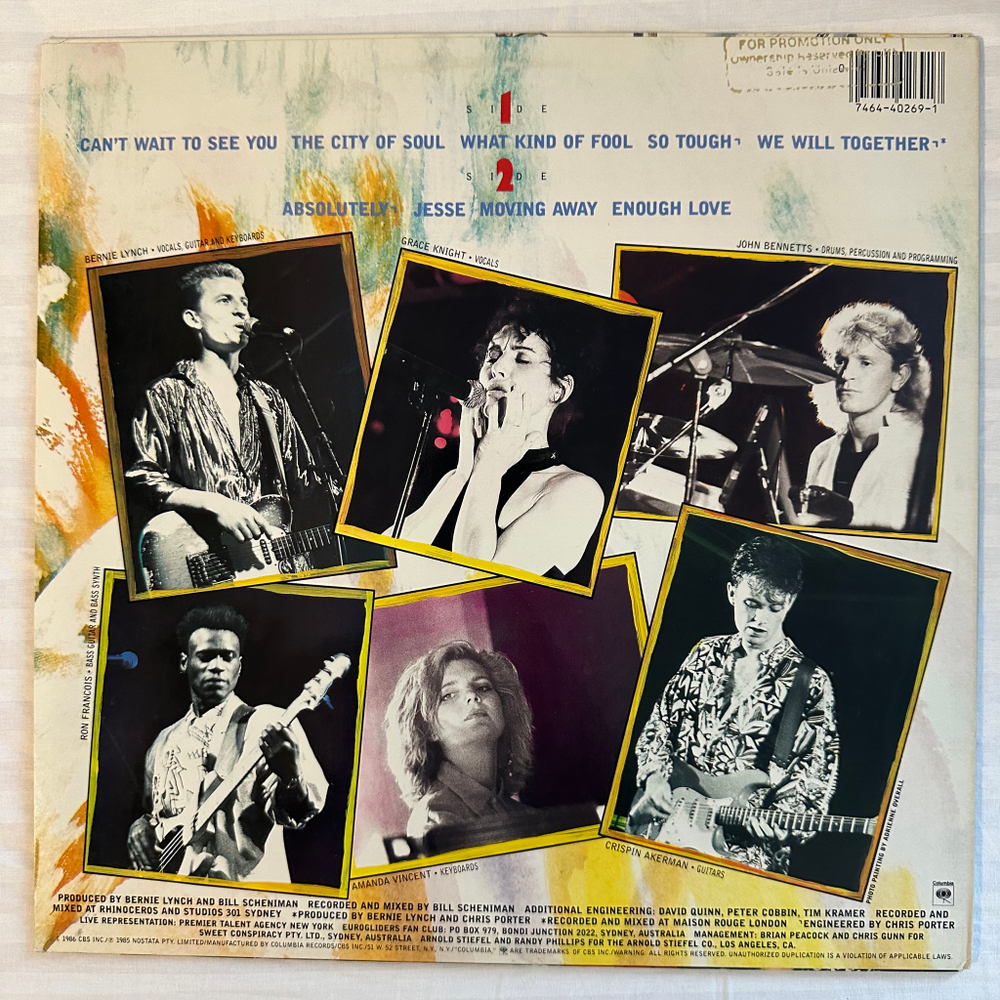 FOR PROMOTION ONLY
Ownership Reserved
Sale is
0
7464-40269-1
SIDE 1
CAN'T WAIT TO SEE YOU THE CITY OF SOUL WHAT KIND OF FOOL SO TOUGH¬ WE WILL TOGETHER¬*
SIDE 2
ABSOLUTELY¬ JESSE MOVING AWAY ENOUGH LOVE
BERNIE LYNCH • VOCALS, GUITAR AND KEYBOARDS
GRACE KNIGHT • VOCALS
JOHN BENNETTS • DRUMS, PERCUSSION AND PROGRAMMING
RON FRANCOIS • BASS GUITAR AND BASS SYNTH
AMANDA VINCENT • KEYBOARDS
CRISPIN AKERMAN • GUITARS
PHOTO PAINTING BY ADRIENNE OVERALL
Columbia
PRODUCED BY BERNIE LYNCH AND BILL SCHENIMAN RECORDED AND MIXED BY BILL SCHENIMAN ADDITIONAL ENGINEERING: DAVID QUINN, PETER COBBIN, TIM KRAMER RECORDED AND
MIXED AT RHINOCEROS AND STUDIOS 301 SYDNEY *PRODUCED BY BERNIE LYNCH AND CHRIS PORTER *RECORDED AND MIXED AT MAISON ROUGE LONDON ¬ENGINEERED BY CHRIS PORTER
LIVE REPRESENTATION: PREMIER TALENT AGENCY NEW YORK EUROGLIDERS FAN CLUB: PO BOX 979, BONDI JUNCTION 2022, SYDNEY, AUSTRALIA MANAGEMENT: BRIAN PEACOCK AND CHRIS GUNN FOR
SWEET CONSPIRACY PTY. LTD., SYDNEY, AUSTRALIA ARNOLD STIEFEL AND RANDY PHILLIPS FOR THE ARNOLD STIEFEL CO., LOS ANGELES, CA.
1986 CBS INC./℗ 1985 NOSTATA PTY. LIMITED/MANUFACTURED BY COLUMBIA RECORDS/CBS INC./51 W. 52 STREET, N.Y., N.Y./"COLUMBIA," ARE TRADEMARKS OF CBS INC./WARNING: ALL RIGHTS RESERVED. UNAUTHORIZED DUPLICATION IS A VIOLATION OF APPLICABLE LAWS.